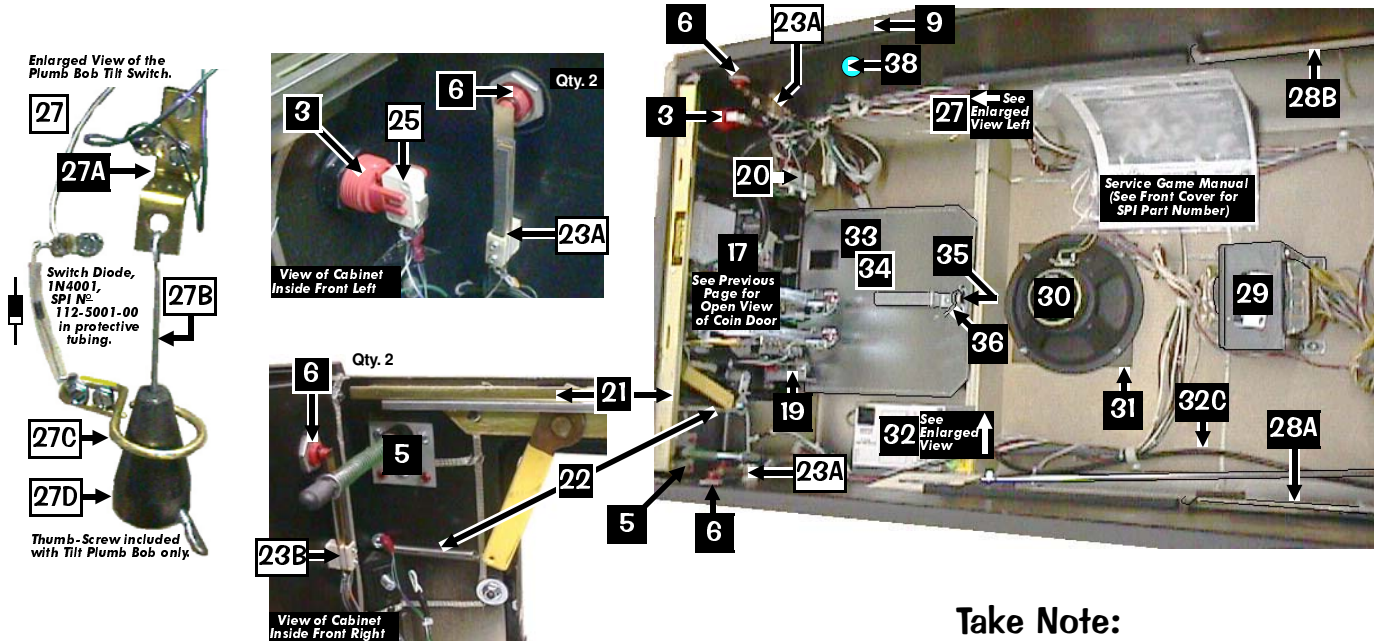 Enlarged View of the
Plumb Bob Tilt Switch.
27
27A
Switch Diode,
1N4001,
SPI Nº
112-5001-00
in protective
tubing.
27B
27C
27D
Thumb-Screw included
with Tilt Plumb Bob only.
6
Qty. 2
3
25
23A
View of Cabinet
Inside Front Left
Qty. 2
6
21
5
22
23B
View of Cabinet
Inside Front Right
6
23A
9
38
28B
3
27
See
Enlarged
View Left
20
Service Game Manual
(See Front Cover for
SPI Part Number)
17
See Previous
Page for
Open View
of Coin Door
33
34
35
30
29
36
19
31
32C
32
See
Enlarged
View
28A
23A
5
6
Take Note: